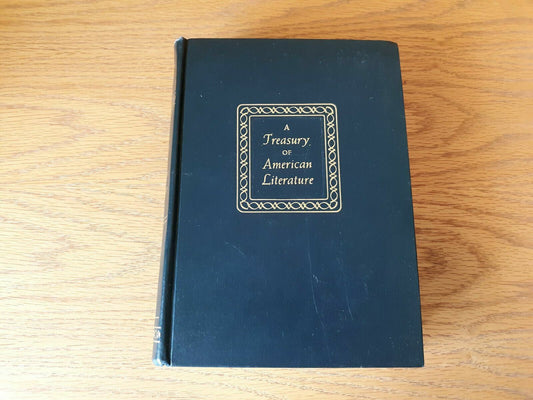 A
Treasury
OF
American
Literature